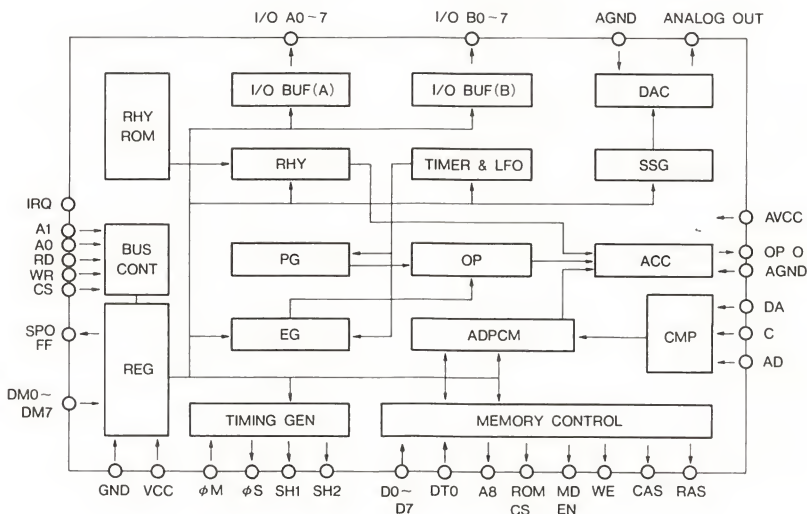 I/O A0~7
I/O B0~7
AGND
ANALOG OUT
I/O BUF(A)
I/O BUF(B)
DAC
RHY
ROM
RHY
TIMER & LFO
SSG
IRQ
A1
A0
RD
WR
CS
BUS
CONT
AVCC
OP O
AGND
PG
OP
ACC
DA
C
AD
SPO
FF
EG
ADPCM
CMP
REG
DM0~
DM7
TIMING GEN
MEMORY CONTROL
GND
VCC
φM
φS
SH1
SH2
D0~
D7
DT0
A8
ROM
CS
MD
EN
WE
CAS
RAS